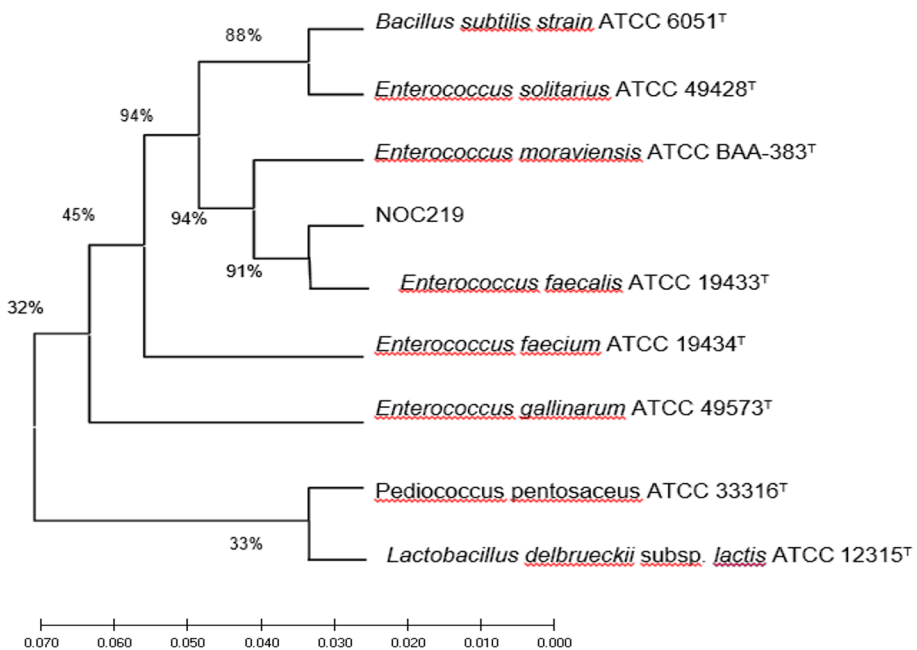 88%
Bacillus subtilis strain ATCC 6051ᵀ
Enterococcus solitarius ATCC 49428ᵀ
94%
Enterococcus moraviensis ATCC BAA-383ᵀ
45%
94%
NOC219
91%
Enterococcus faecalis ATCC 19433ᵀ
32%
Enterococcus faecium ATCC 19434ᵀ
Enterococcus gallinarum ATCC 49573ᵀ
Pediococcus pentosaceus ATCC 33316ᵀ
33%
Lactobacillus delbrueckii subsp. lactis ATCC 12315ᵀ
0.070 0.060 0.050 0.040 0.030 0.020 0.010 0.000